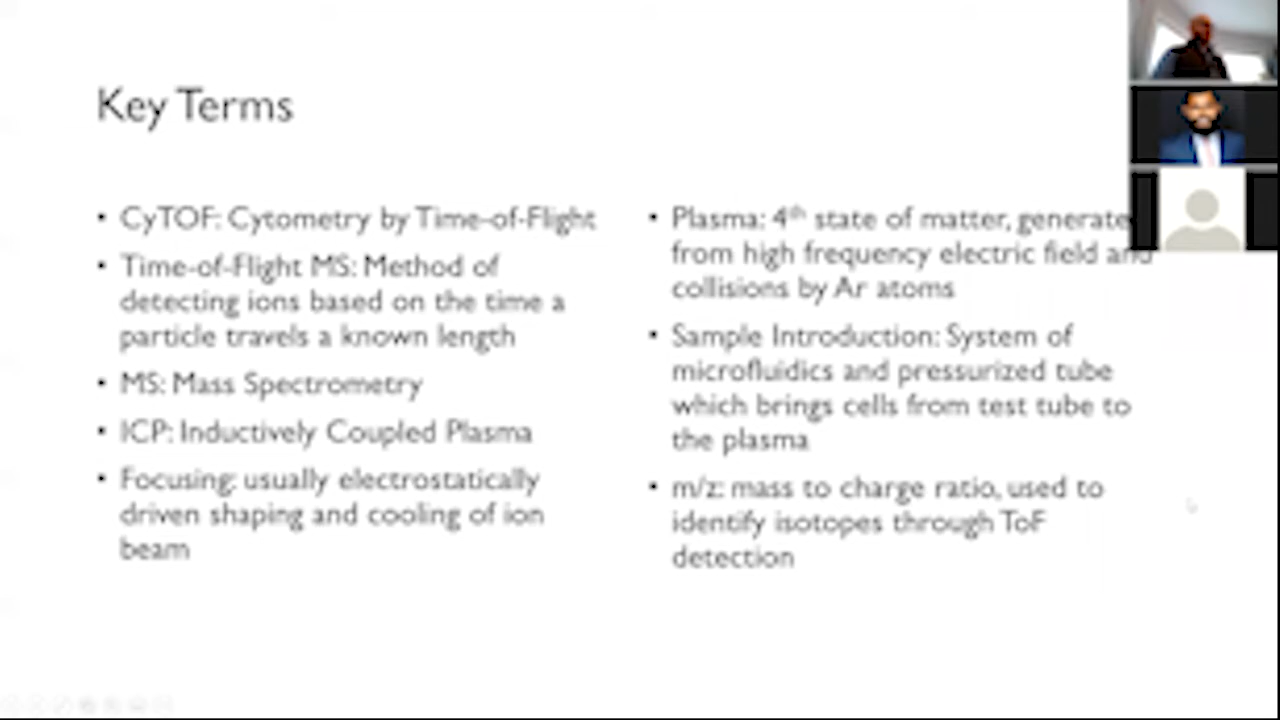 Key Terms
• CyTOF: Cytometry by Time-of-Flight
• Time-of-Flight MS: Method of
detecting ions based on the time a
particle travels a known length
• MS: Mass Spectrometry
• ICP: Inductively Coupled Plasma
• Focusing: usually electrostatically
driven shaping and cooling of ion
beam
• Plasma: 4th state of matter, generate
from high frequency electric field and
collisions by Ar atoms
• Sample Introduction: System of
microfluidics and pressurized tube
which brings cells from test tube to
the plasma
• m/z: mass to charge ratio, used to
identify isotopes through ToF
detection